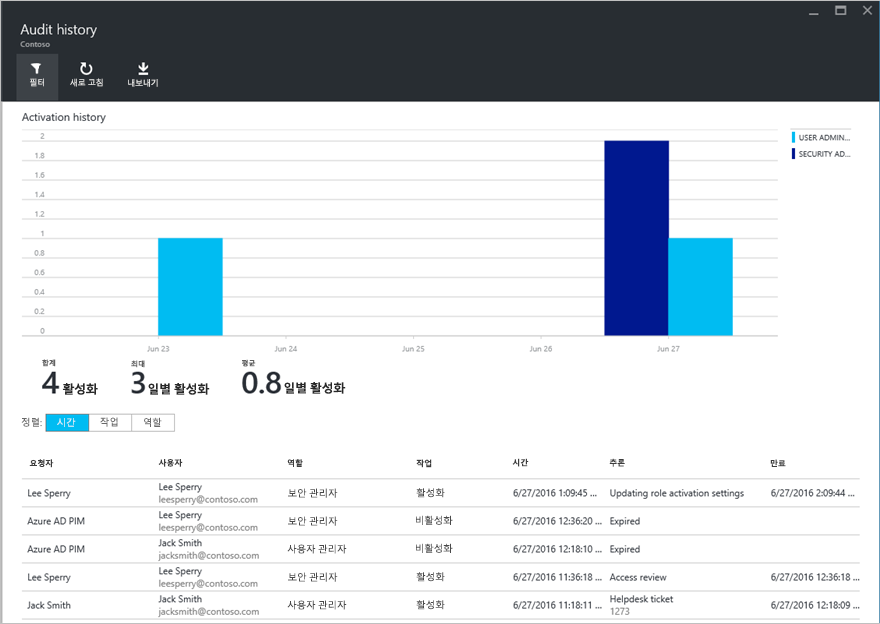 Audit history
Contoso
필터
새로 고침
내보내기
Activation history
2
1.8
1.6
1.4
1.2
1
0.8
0.6
0.4
0.2
0
Jun 23
Jun 24
Jun 25
Jun 26
Jun 27
USER ADMIN...
SECURITY AD...
합계
4 활성화
최대
3 일별 활성화
평균
0.8 일별 활성화
정렬: 시간 작업 역할
요청자 사용자 역할 작업 시간 추론 만료
Lee Sperry Lee Sperry 보안 관리자 활성화 6/27/2016 1:09:45 ... Updating role activation settings 6/27/2016 2:09:44 ...
leesperry@contoso.com
Azure AD PIM Lee Sperry 보안 관리자 비활성화 6/27/2016 12:36:20 ... Expired
leesperry@contoso.com
Azure AD PIM Jack Smith 사용자 관리자 비활성화 6/27/2016 12:18:10 ... Expired
jacksmith@contoso.com
Lee Sperry Lee Sperry 보안 관리자 활성화 6/27/2016 11:36:18 ... Access review 6/27/2016 12:36:18 ...
leesperry@contoso.com
Jack Smith Jack Smith 사용자 관리자 활성화 6/27/2016 11:18:11 ... Helpdesk ticket 6/27/2016 12:18:09 ...
jacksmith@contoso.com 1273